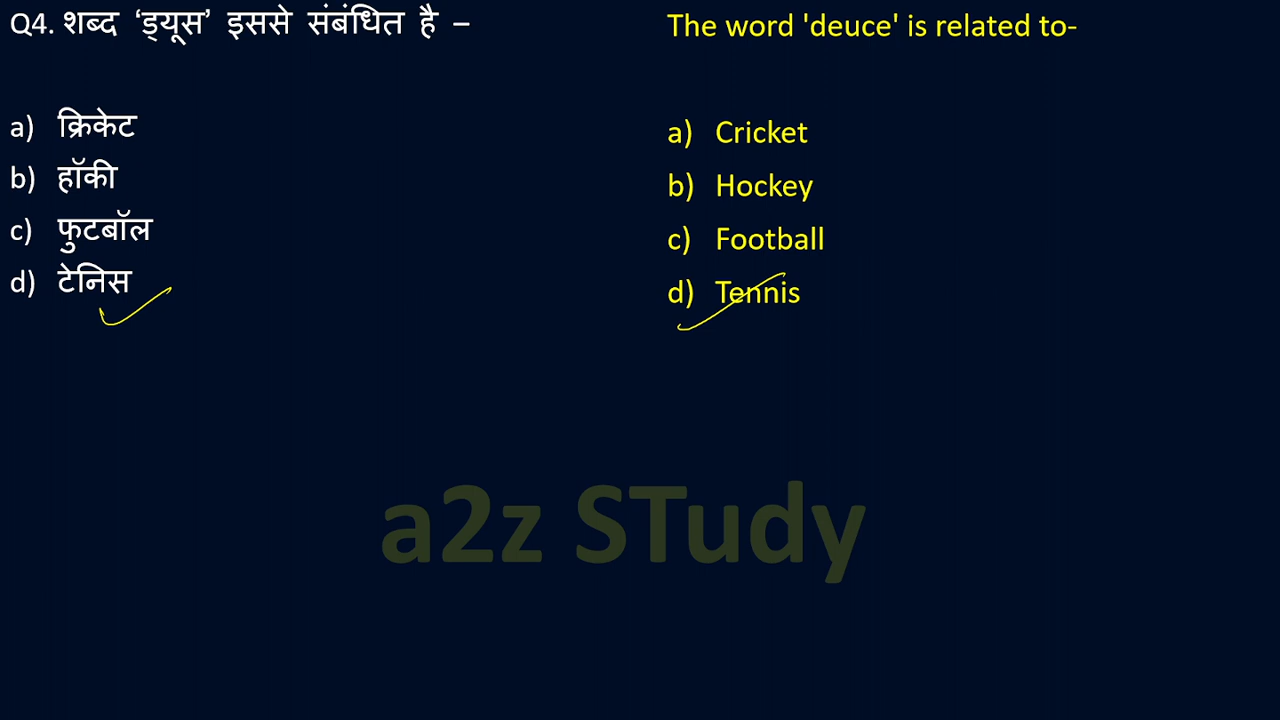 Q4. शब्द ‘ड्यूस’ इससे संबंधित है –
a) क्रिकेट
b) हॉकी
c) फुटबॉल
d) टेनिस
The word 'deuce' is related to-
a) Cricket
b) Hockey
c) Football
d) Tennis
a2z STudy